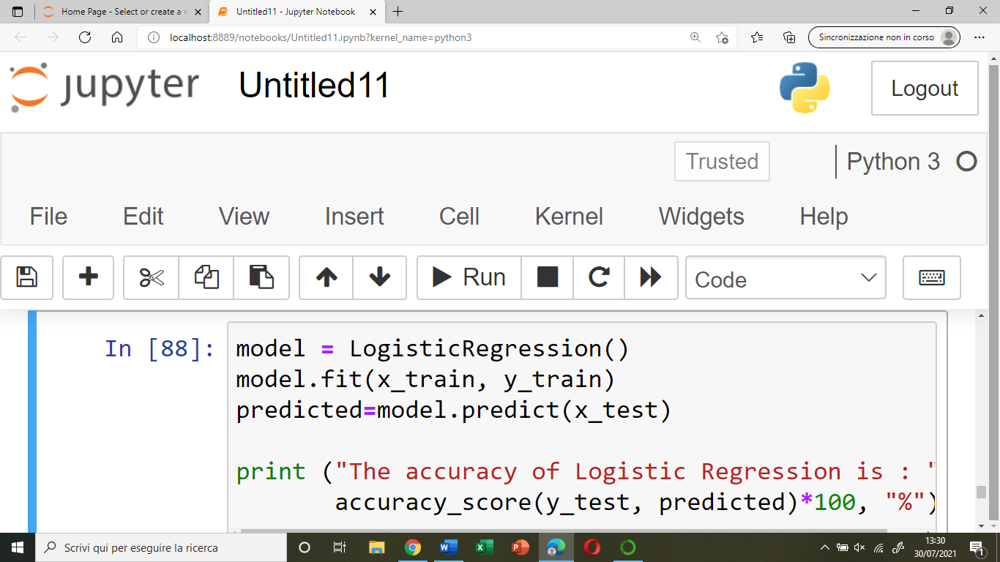 Home Page - Select or create a n
Untitled11 - Jupyter Notebook
localhost:8889/notebooks/Untitled11.ipynb?kernel_name=python3
Sincronizzazione non in corso
jupyter
Untitled11
Logout
Trusted
Python 3
File Edit View Insert Cell Kernel Widgets Help
Run
Code
In [88]:
model = LogisticRegression()
model.fit(x_train, y_train)
predicted=model.predict(x_test)
print ("The accuracy of Logistic Regression is : "
accuracy_score(y_test, predicted)*100, "%")
Scrivi qui per eseguire la ricerca
13:30
30/07/2021
1